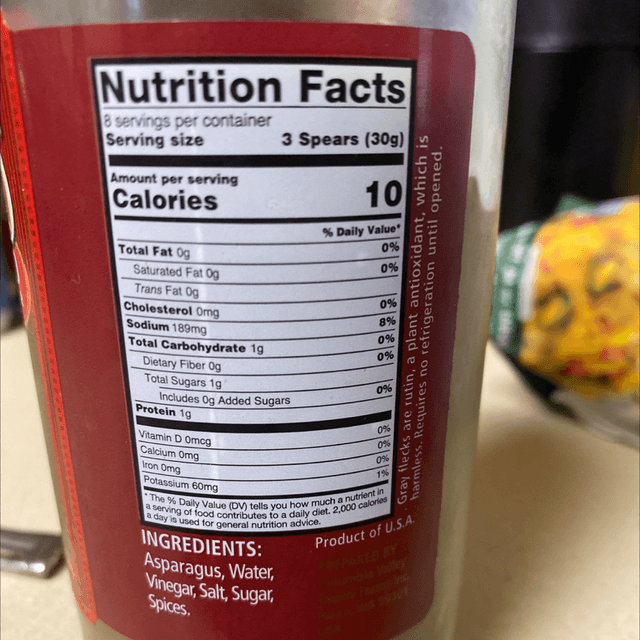 Nutrition Facts
8 servings per container
Serving size 3 Spears (30g)
Amount per serving
Calories 10
% Daily Value*
Total Fat 0g 0%
Saturated Fat 0g 0%
Trans Fat 0g
Cholesterol 0mg 0%
Sodium 189mg 8%
Total Carbohydrate 1g 0%
Dietary Fiber 0g 0%
Total Sugars 1g
Includes 0g Added Sugars 0%
Protein 1g
Vitamin D 0mcg 0%
Calcium 0mg 0%
Iron 0mg 0%
Potassium 60mg 1%
* The % Daily Value (DV) tells you how much a nutrient in
a serving of food contributes to a daily diet. 2,000 calories
a day is used for general nutrition advice.
Gray flecks are rutin, a plant antioxidant, which is
harmless. Requires no refrigeration until opened.
INGREDIENTS:
Asparagus, Water,
Vinegar, Salt, Sugar,
Spices.
Product of U.S.A.
PREPARED BY